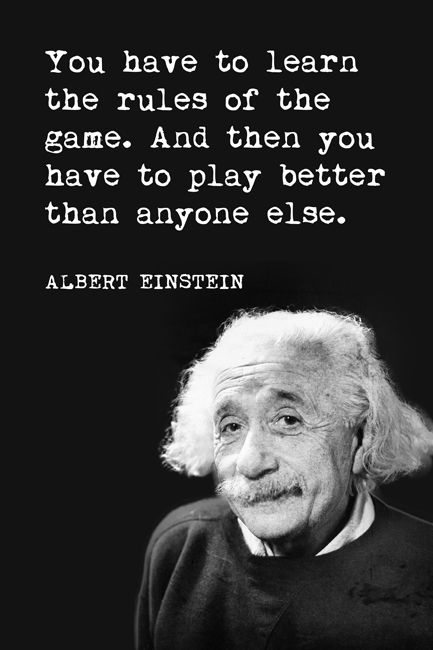 You have to learn
the rules of the
game. And then you
have to play better
than anyone else.
ALBERT EINSTEIN